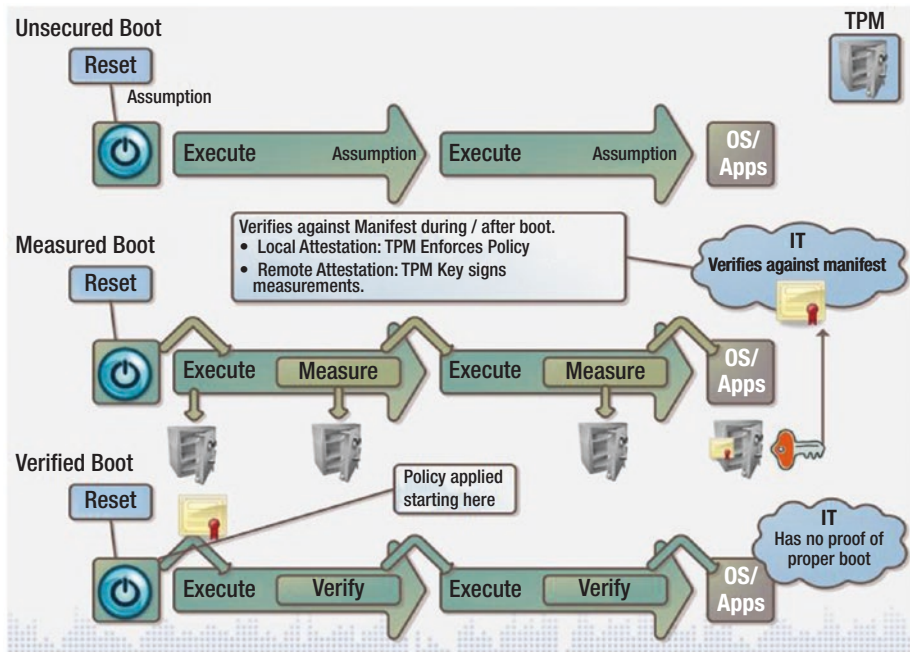 Unsecured Boot
TPM
Reset
Assumption
Execute
Assumption
Execute
Assumption
OS/
Apps
Verifies against Manifest during / after boot.
• Local Attestation: TPM Enforces Policy
• Remote Attestation: TPM Key signs
measurements.
IT
Verifies against manifest
Measured Boot
Reset
Execute
Measure
Execute
Measure
OS/
Apps
Verified Boot
Reset
Policy applied
starting here
IT
Has no proof of
proper boot
Execute
Verify
Execute
Verify
OS/
Apps